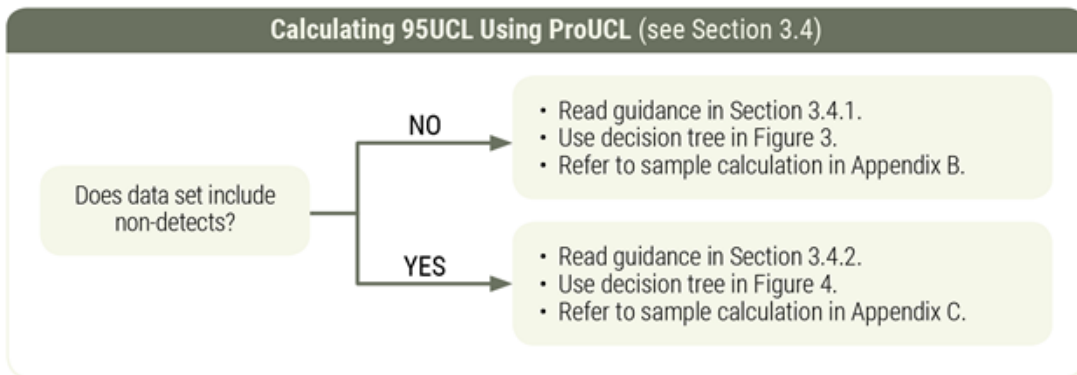 Calculating 95UCL Using ProUCL (see Section 3.4)
Does data set include
non-detects?
NO
• Read guidance in Section 3.4.1.
• Use decision tree in Figure 3.
• Refer to sample calculation in Appendix B.
YES
• Read guidance in Section 3.4.2.
• Use decision tree in Figure 4.
• Refer to sample calculation in Appendix C.